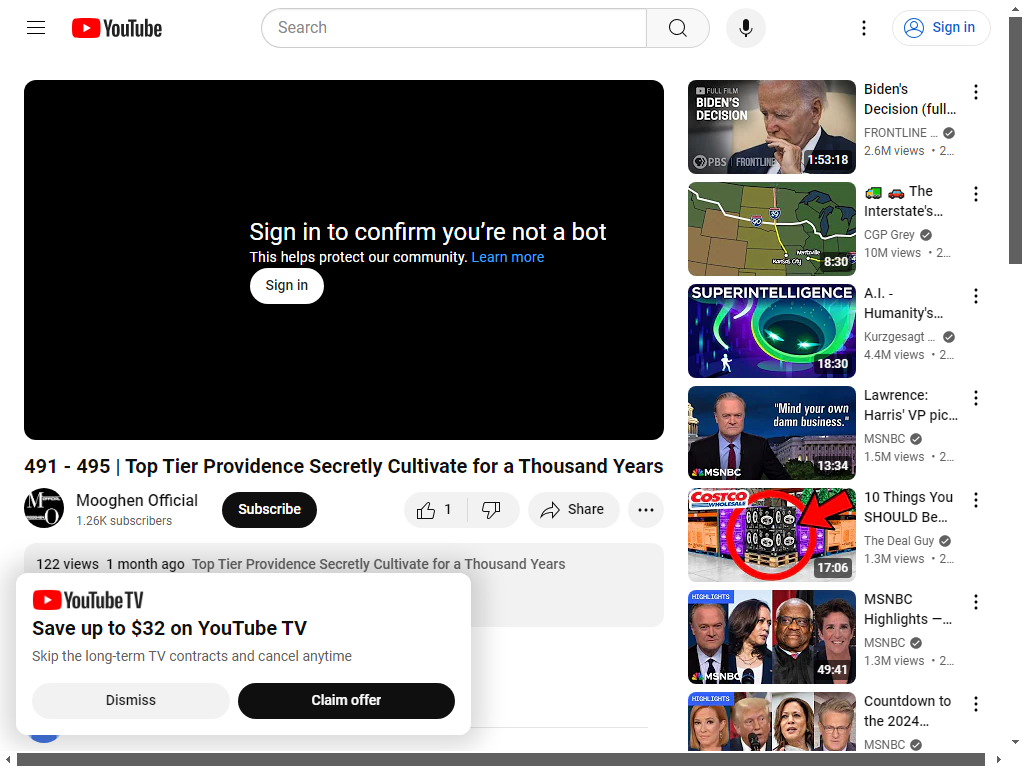 YouTube
Search
Sign in
Sign in to confirm you’re not a bot
This helps protect our community. Learn more
Sign in
491 - 495 | Top Tier Providence Secretly Cultivate for a Thousand Years
Mooghen Official
1.26K subscribers
Subscribe
1
Share
122 views 1 month ago Top Tier Providence Secretly Cultivate for a Thousand Years
YouTube TV
Save up to $32 on YouTube TV
Skip the long-term TV contracts and cancel anytime
Dismiss
Claim offer
FULL FILM
BIDEN'S
DECISION
PBS FRONTLINE
1:53:18
Biden's
Decision (full…
FRONTLINE …
2.6M views • 2…
90
39
Kansas City
8:30
🚛 🚗 The
Interstate's…
CGP Grey
10M views • 2…
SUPERINTELLIGENCE
18:30
A.I. -
Humanity's…
Kurzgesagt …
4.4M views • 2…
"Mind your own
damn business."
MSNBC
13:34
Lawrence:
Harris' VP pic…
MSNBC
1.5M views • 2…
COSTCO
WHOLESALE
17:06
10 Things You
SHOULD Be…
The Deal Guy
1.3M views • 2…
HIGHLIGHTS
MSNBC
49:41
MSNBC
Highlights —…
MSNBC
1.3M views • 2…
HIGHLIGHTS
Countdown to
the 2024…
MSNBC